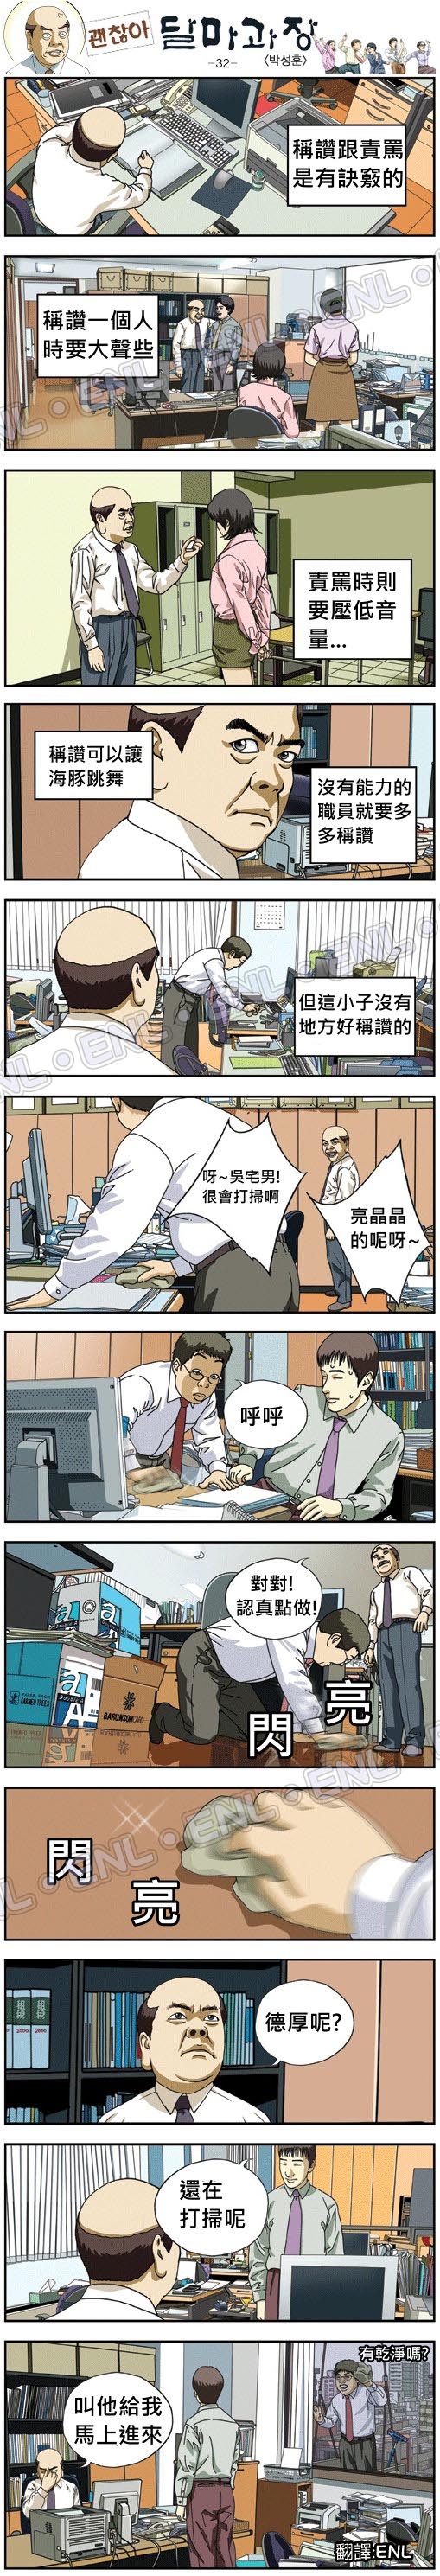 괜찮아 달마과장
-32-
〈박성훈〉
稱讚跟責罵
是有訣竅的
稱讚一個人
時要大聲些
責罵時則
要壓低音
量...
稱讚可以讓
海豚跳舞
沒有能力的
職員就要多
多稱讚
但這小子沒有
地方好稱讚的
呀~吳宅男!
很會打掃啊
亮晶晶
的呢呀~
呼呼
對對!
認真點做!
閃亮
閃
亮
德厚呢?
還在
打掃呢
有乾淨嗎?
叫他給我
馬上進來
翻譯:ENL